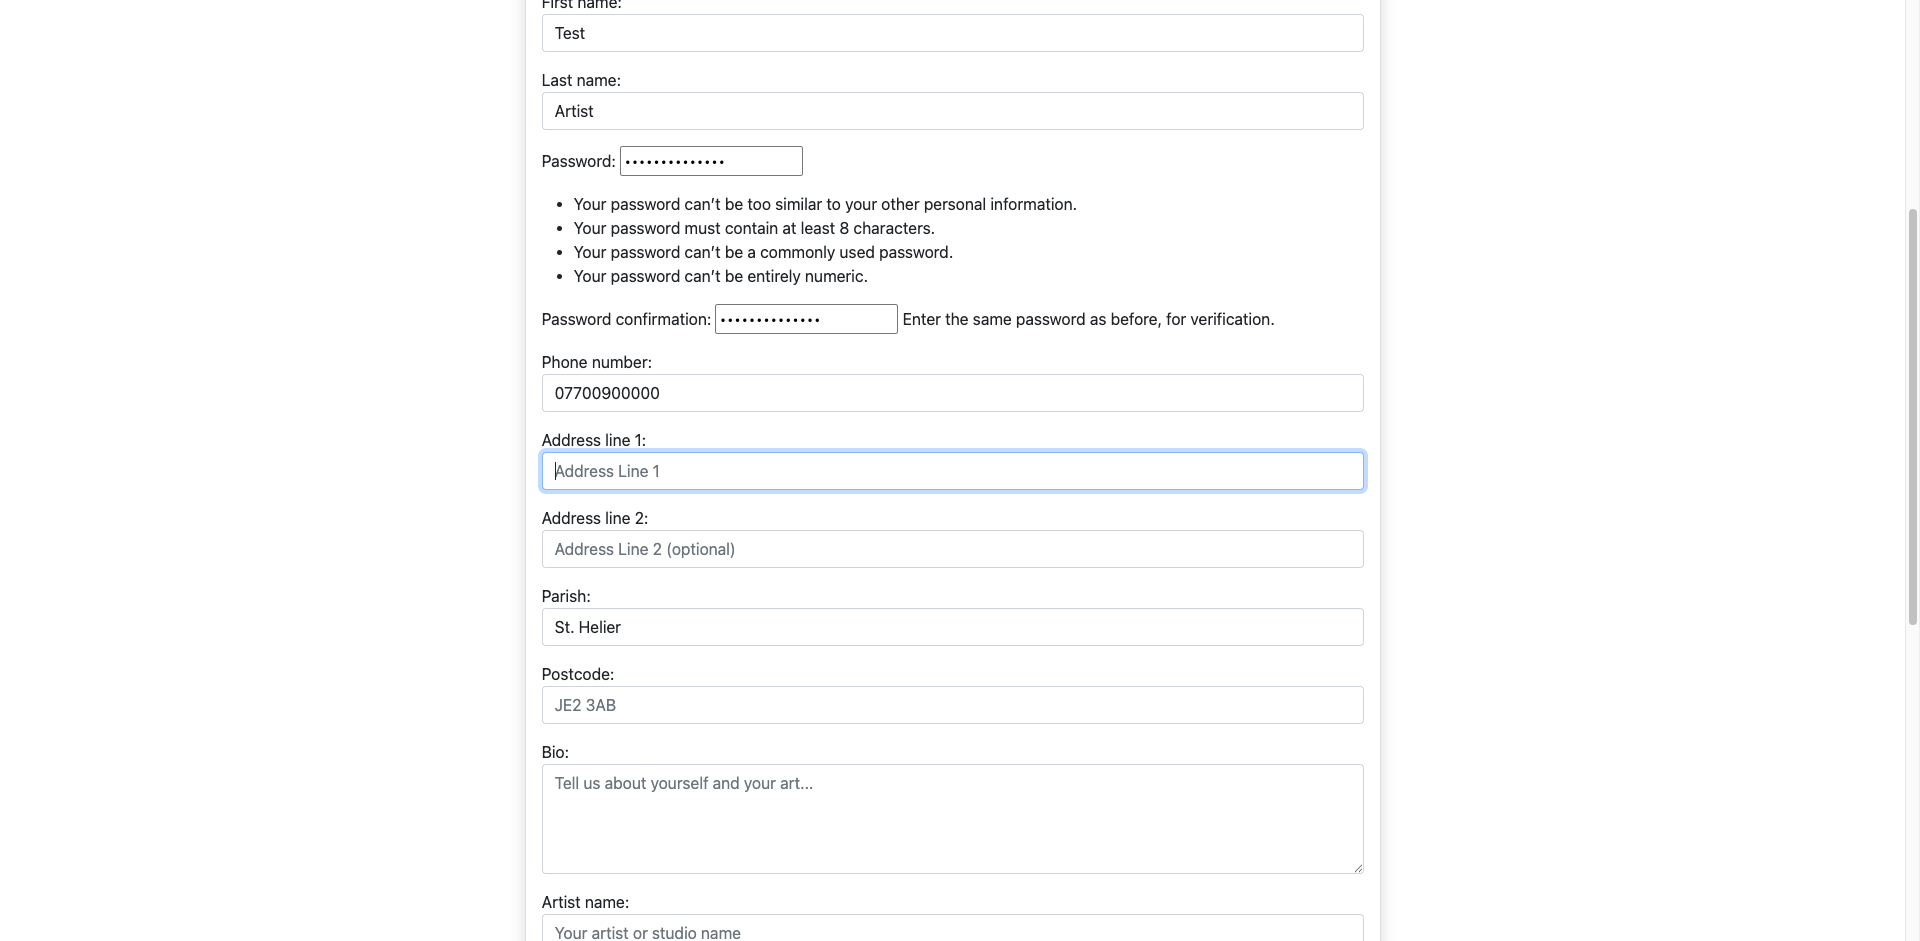 First name:
Test
Last name:
Artist
Password: ••••••••••••••
Your password can’t be too similar to your other personal information.
Your password must contain at least 8 characters.
Your password can’t be a commonly used password.
Your password can’t be entirely numeric.
Password confirmation: •••••••••••••• Enter the same password as before, for verification.
Phone number:
07700900000
Address line 1:
Address Line 1
Address line 2:
Address Line 2 (optional)
Parish:
St. Helier
Postcode:
JE2 3AB
Bio:
Tell us about yourself and your art...
Artist name:
Your artist or studio name